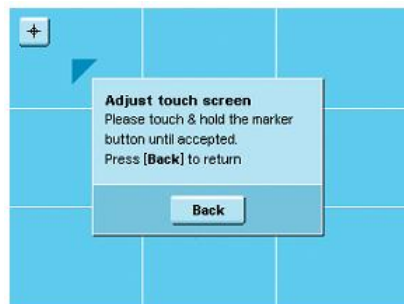 Adjust touch screen
Please touch & hold the marker
button until accepted.
Press [Back] to return
Back